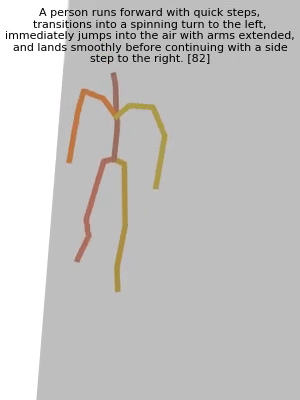 A person runs forward with quick steps,
transitions into a spinning turn to the left,
immediately jumps into the air with arms extended,
and lands smoothly before continuing with a side
step to the right. [82]